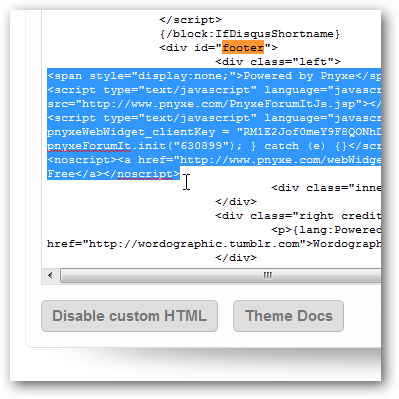 </script>
{/block:IfDisqusShortname}
<div id="footer">
<div class="left">
<span style="display:none;">Powered by Pnyxe</sp
<script type="text/javascript" language="javasc
src="http://www.pnyxe.com/PnyxeForumItJs.jsp"></
<script type="text/javascript" language="javasc
pnyxeWebWidget_clientKey = "RM1E2Jof0meY9F8QONhD
pnyxeForumIt.init("630899"); } catch (e) {}</scr
<noscript><a href="http://www.pnyxe.com/webWidge
Free</a></noscript>
<div class="inne
</div>
<div class="right credit
<p>{lang:Powered
href="http://wordographic.tumblr.com">Wordograph
</div>
Disable custom HTML
Theme Docs